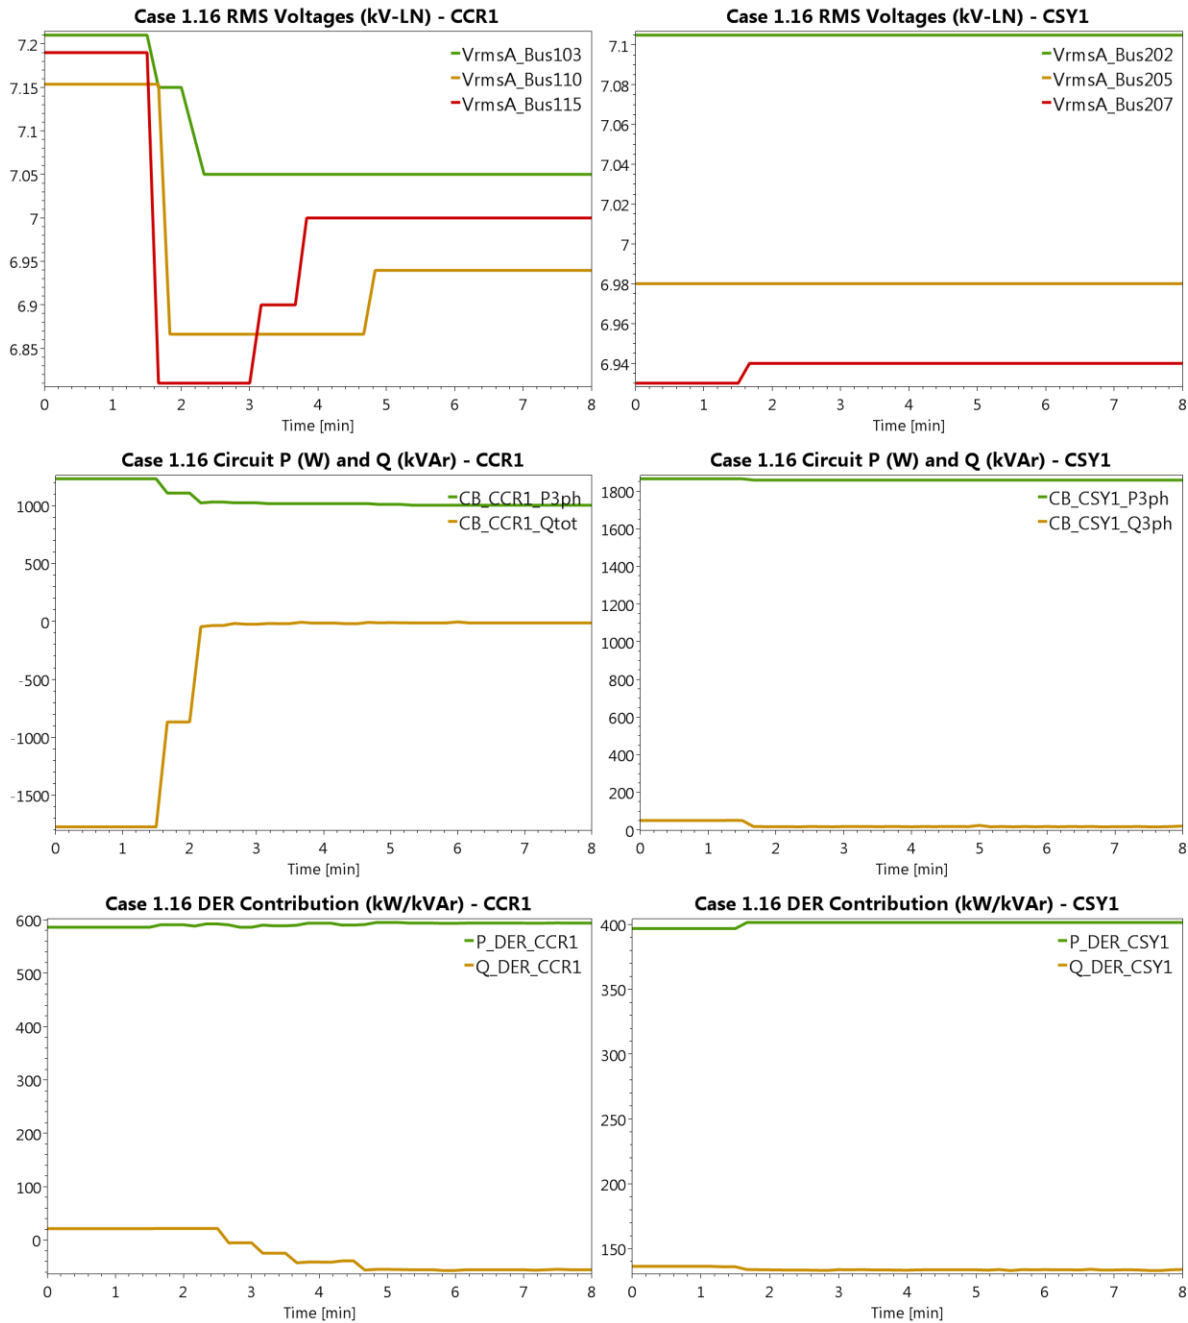 Case 1.16 RMS Voltages (kV-LN) - CCR1
7.2
7.15
7.1
7.05
7
6.95
6.9
6.85
VrmsA_Bus103
VrmsA_Bus110
VrmsA_Bus115
0 1 2 3 4 5 6 7 8
Time [min]
Case 1.16 RMS Voltages (kV-LN) - CSY1
7.1
7.08
7.06
7.04
7.02
7
6.98
6.96
6.94
VrmsA_Bus202
VrmsA_Bus205
VrmsA_Bus207
0 1 2 3 4 5 6 7 8
Time [min]
Case 1.16 Circuit P (W) and Q (kVAr) - CCR1
1000
500
0
-500
-1000
-1500
CB_CCR1_P3ph
CB_CCR1_Qtot
0 1 2 3 4 5 6 7 8
Time [min]
Case 1.16 Circuit P (W) and Q (kVAr) - CSY1
1800
1600
1400
1200
1000
800
600
400
200
0
CB_CSY1_P3ph
CB_CSY1_Q3ph
0 1 2 3 4 5 6 7 8
Time [min]
Case 1.16 DER Contribution (kW/kVAr) - CCR1
600
500
400
300
200
100
0
P_DER_CCR1
Q_DER_CCR1
0 1 2 3 4 5 6 7 8
Time [min]
Case 1.16 DER Contribution (kW/kVAr) - CSY1
400
350
300
250
200
150
P_DER_CSY1
Q_DER_CSY1
0 1 2 3 4 5 6 7 8
Time [min]